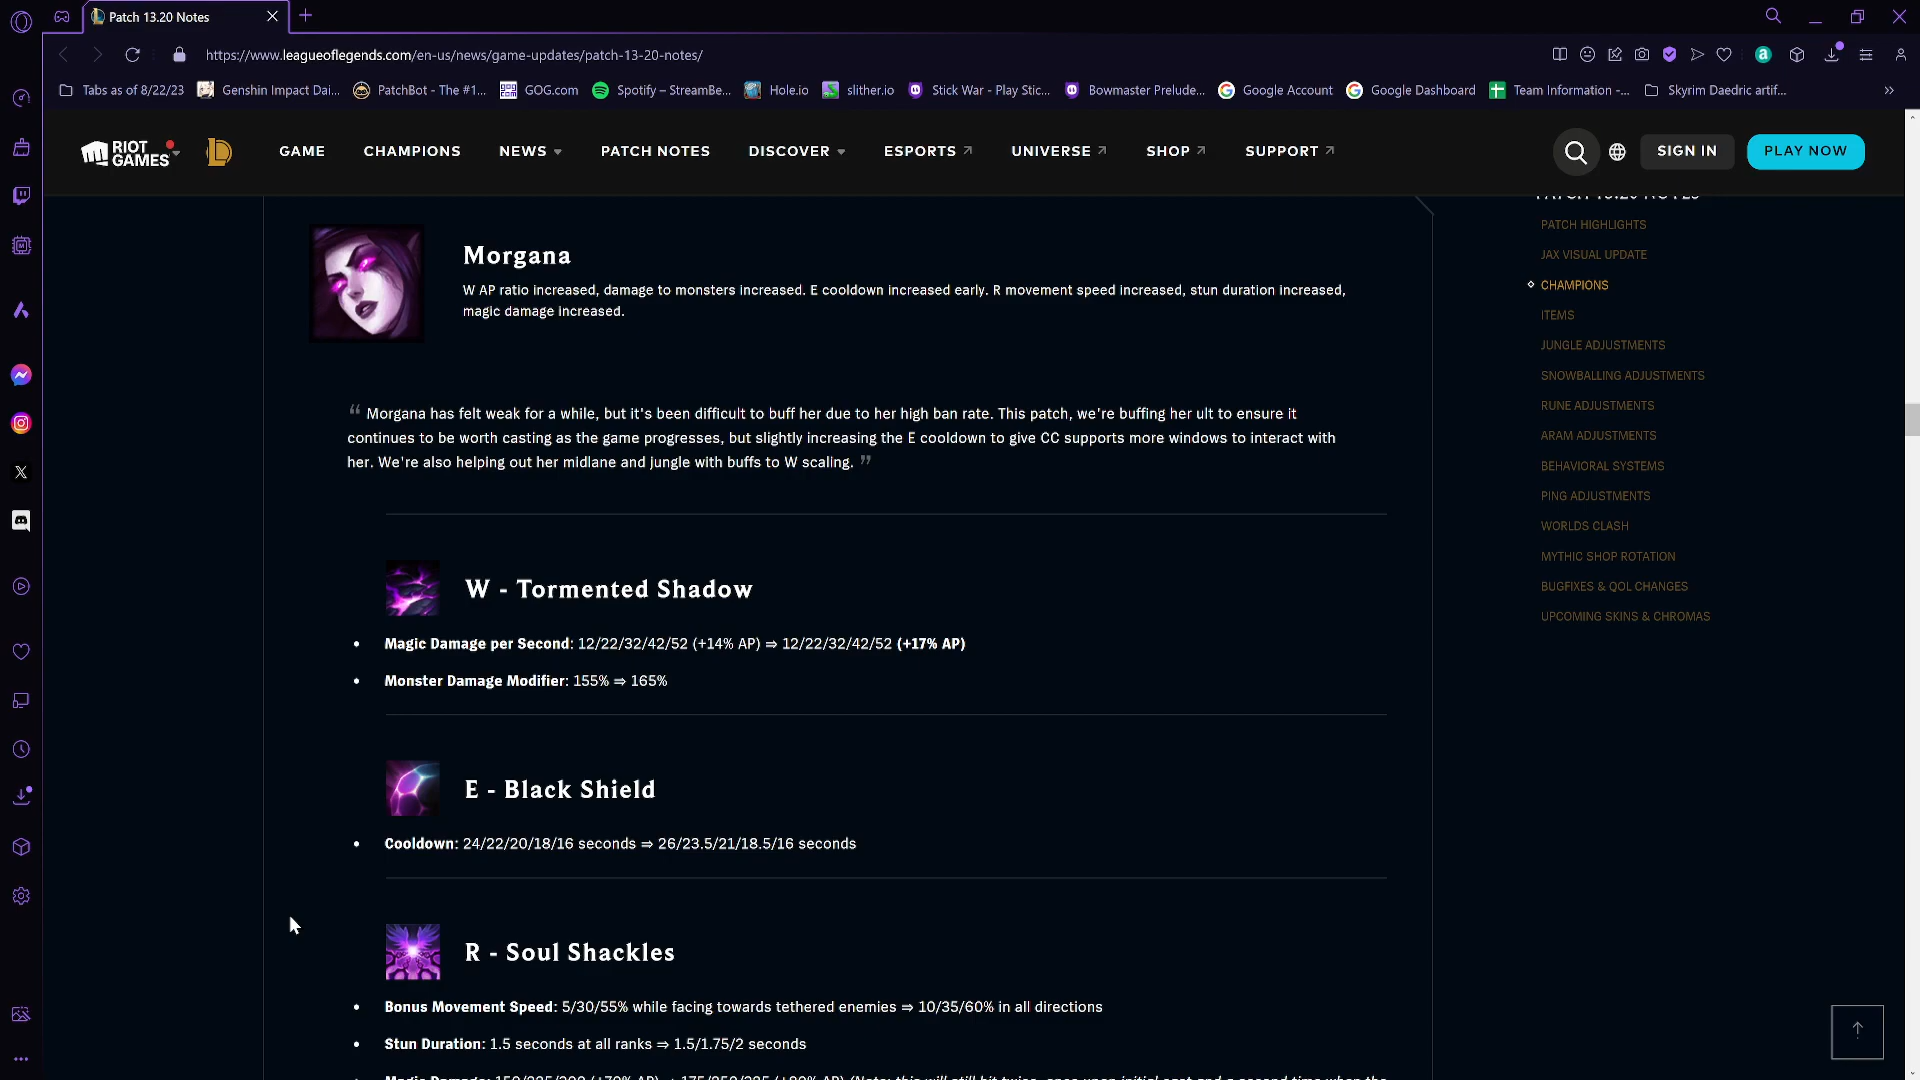 Patch 13.20 Notes
https://www.leagueoflegends.com/en-us/news/game-updates/patch-13-20-notes/
Tabs as of 8/22/23 Genshin Impact Dai... PatchBot - The #1... GOG.com Spotify – StreamBe... Hole.io slither.io Stick War - Play Stic... Bowmaster Prelude... Google Account Google Dashboard Team Information -... Skyrim Daedric artif...
RIOT GAMES GAME CHAMPIONS NEWS PATCH NOTES DISCOVER ESPORTS UNIVERSE SHOP SUPPORT SIGN IN PLAY NOW
PATCH 13.20 NOTES
PATCH HIGHLIGHTS
JAX VISUAL UPDATE
CHAMPIONS
ITEMS
JUNGLE ADJUSTMENTS
SNOWBALLING ADJUSTMENTS
RUNE ADJUSTMENTS
ARAM ADJUSTMENTS
BEHAVIORAL SYSTEMS
PING ADJUSTMENTS
WORLDS CLASH
MYTHIC SHOP ROTATION
BUGFIXES & QOL CHANGES
UPCOMING SKINS & CHROMAS
Morgana
W AP ratio increased, damage to monsters increased. E cooldown increased early. R movement speed increased, stun duration increased,
magic damage increased.
“ Morgana has felt weak for a while, but it's been difficult to buff her due to her high ban rate. This patch, we're buffing her ult to ensure it
continues to be worth casting as the game progresses, but slightly increasing the E cooldown to give CC supports more windows to interact with
her. We're also helping out her midlane and jungle with buffs to W scaling. ”
W - Tormented Shadow
• Magic Damage per Second: 12/22/32/42/52 (+14% AP) ⇒ 12/22/32/42/52 (+17% AP)
• Monster Damage Modifier: 155% ⇒ 165%
E - Black Shield
• Cooldown: 24/22/20/18/16 seconds ⇒ 26/23.5/21/18.5/16 seconds
R - Soul Shackles
• Bonus Movement Speed: 5/30/55% while facing towards tethered enemies ⇒ 10/35/60% in all directions
• Stun Duration: 1.5 seconds at all ranks ⇒ 1.5/1.75/2 seconds